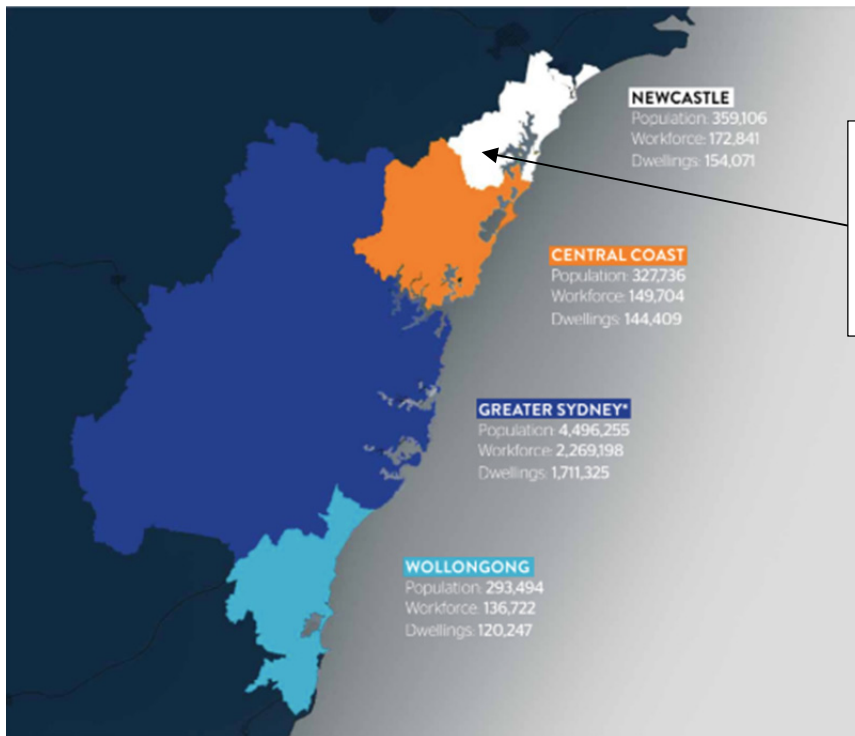 NEWCASTLE
Population: 359,106
Workforce: 172,841
Dwellings: 154,071
CENTRAL COAST
Population: 327,736
Workforce: 149,704
Dwellings: 144,409
GREATER SYDNEY*
Population: 4,496,255
Workforce: 2,269,198
Dwellings: 1,711,325
WOLLONGONG
Population: 293,494
Workforce: 136,722
Dwellings: 120,247